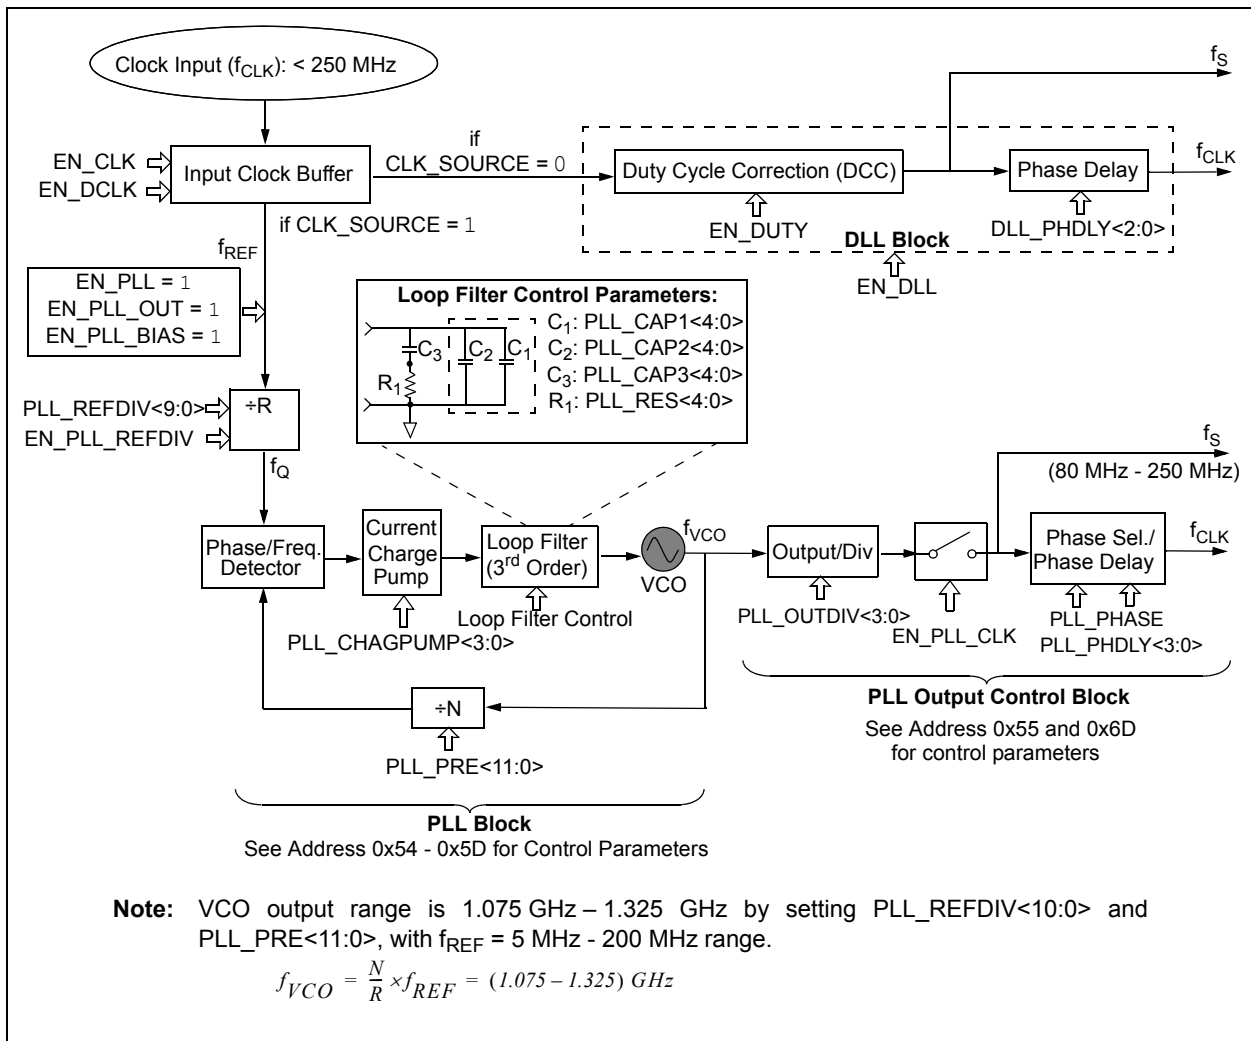 Clock Input (fCLK): < 250 MHz
fS
EN_CLK
EN_DCLK
Input Clock Buffer
if
CLK_SOURCE = 0
Duty Cycle Correction (DCC)
Phase Delay
fCLK
EN_DUTY
DLL_PHDLY<2:0>
DLL Block
EN_DLL
if CLK_SOURCE = 1
fREF
EN_PLL = 1
EN_PLL_OUT = 1
EN_PLL_BIAS = 1
Loop Filter Control Parameters:
C3
C2
C1
R1
C1: PLL_CAP1<4:0>
C2: PLL_CAP2<4:0>
C3: PLL_CAP3<4:0>
R1: PLL_RES<4:0>
PLL_REFDIV<9:0>
EN_PLL_REFDIV
÷R
fQ
Phase/Freq.
Detector
Current
Charge
Pump
Loop Filter
(3rd Order)
fVCO
VCO
Output/Div
fS
(80 MHz - 250 MHz)
Phase Sel./
Phase Delay
fCLK
PLL_CHAGPUMP<3:0>
Loop Filter Control
PLL_OUTDIV<3:0>
EN_PLL_CLK
PLL_PHASE
PLL_PHDLY<3:0>
÷N
PLL_PRE<11:0>
PLL Output Control Block
See Address 0x55 and 0x6D
for control parameters
PLL Block
See Address 0x54 - 0x5D for Control Parameters
Note: VCO output range is 1.075 GHz – 1.325 GHz by setting PLL_REFDIV<10:0> and
PLL_PRE<11:0>, with fREF = 5 MHz - 200 MHz range.
fVCO = N/R × fREF = (1.075 – 1.325) GHz